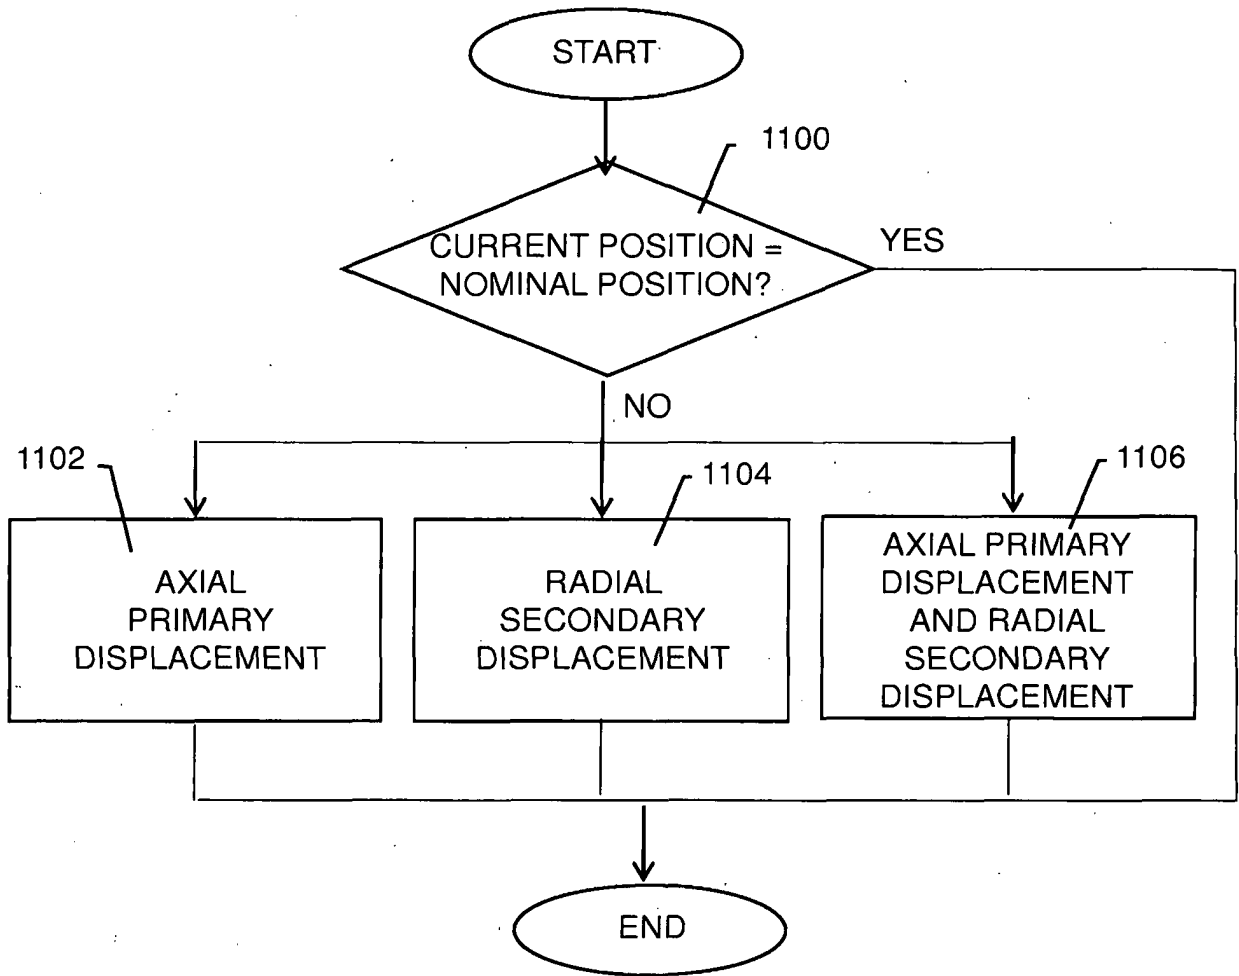 START
1100
CURRENT POSITION =
NOMINAL POSITION?
YES
NO
1102
1104
1106
AXIAL
PRIMARY
DISPLACEMENT
RADIAL
SECONDARY
DISPLACEMENT
AXIAL PRIMARY
DISPLACEMENT
AND RADIAL
SECONDARY
DISPLACEMENT
END